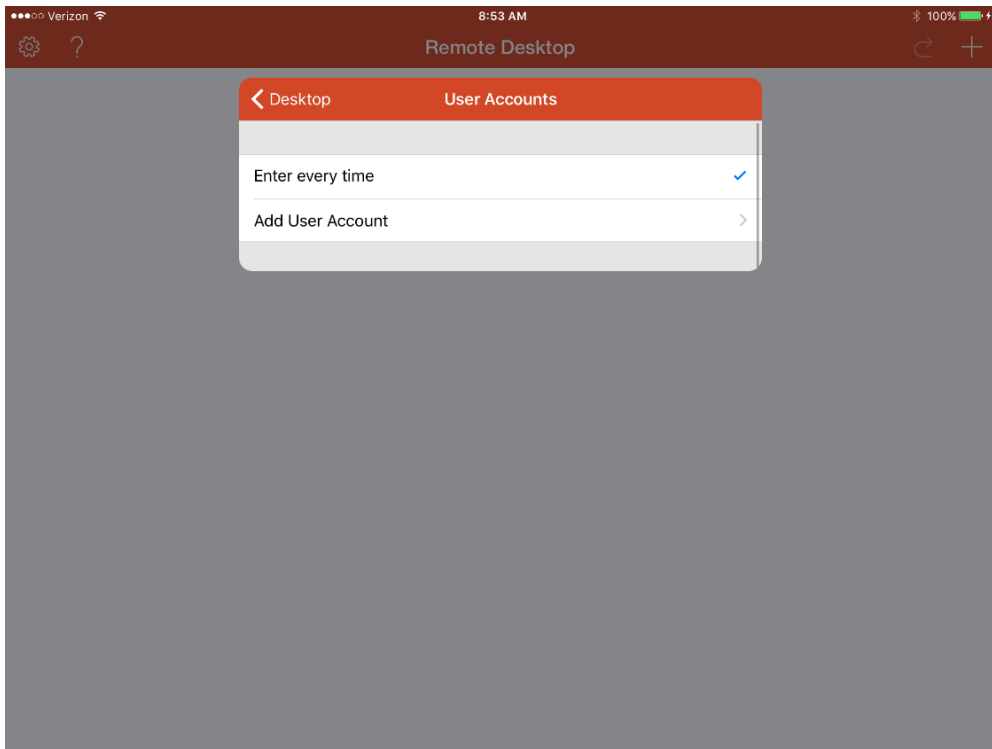 Verizon 8:53 AM 100%
? Remote Desktop
Desktop User Accounts
Enter every time
Add User Account